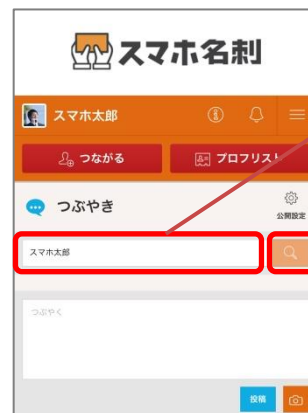 スマホ名刺
スマホ太郎
つながる
プロフリスト
つぶやき
公開設定
スマホ太郎
つぶやく
投稿